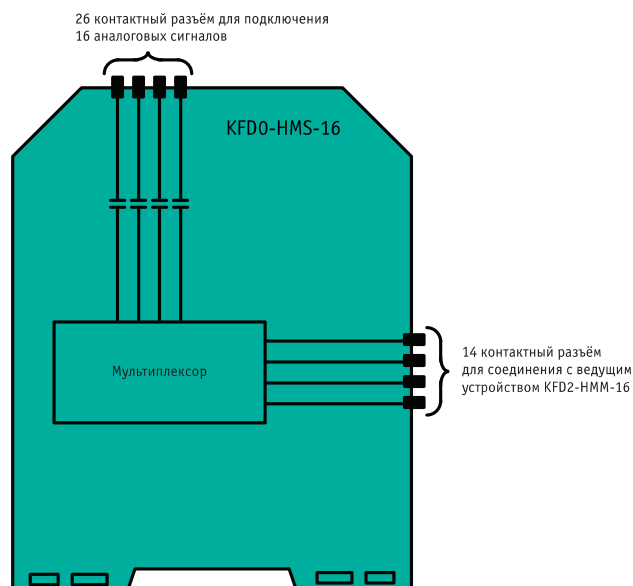 26 контактный разъём для подключения
16 аналоговых сигналов
KFD0-HMS-16
Мультиплексор
14 контактный разъём
для соединения с ведущим
устройством KFD2-HMM-16